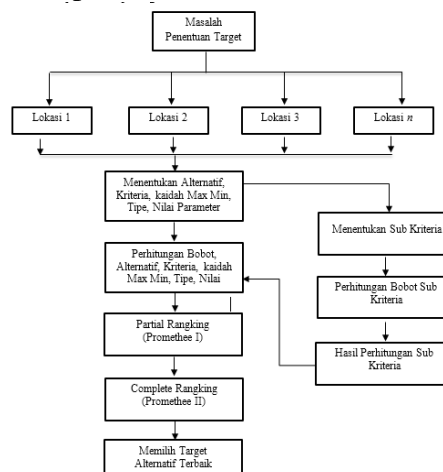 Masalah
Penentuan Target
Lokasi 1
Lokasi 2
Lokasi 3
Lokasi n
Menentukan Alternatif,
Kriteria, kaidah Max Min,
Tipe, Nilai Parameter
Menentukan Sub Kriteria
Perhitungan Bobot,
Alternatif, Kriteria, kaidah
Max Min, Tipe, Nilai
Perhitungan Bobot Sub
Kriteria
Partial Rangking
(Promethee I)
Hasil Perhitungan Sub
Kriteria
Complete Rangking
(Promethee II)
Memilih Target
Alternatif Terbaik